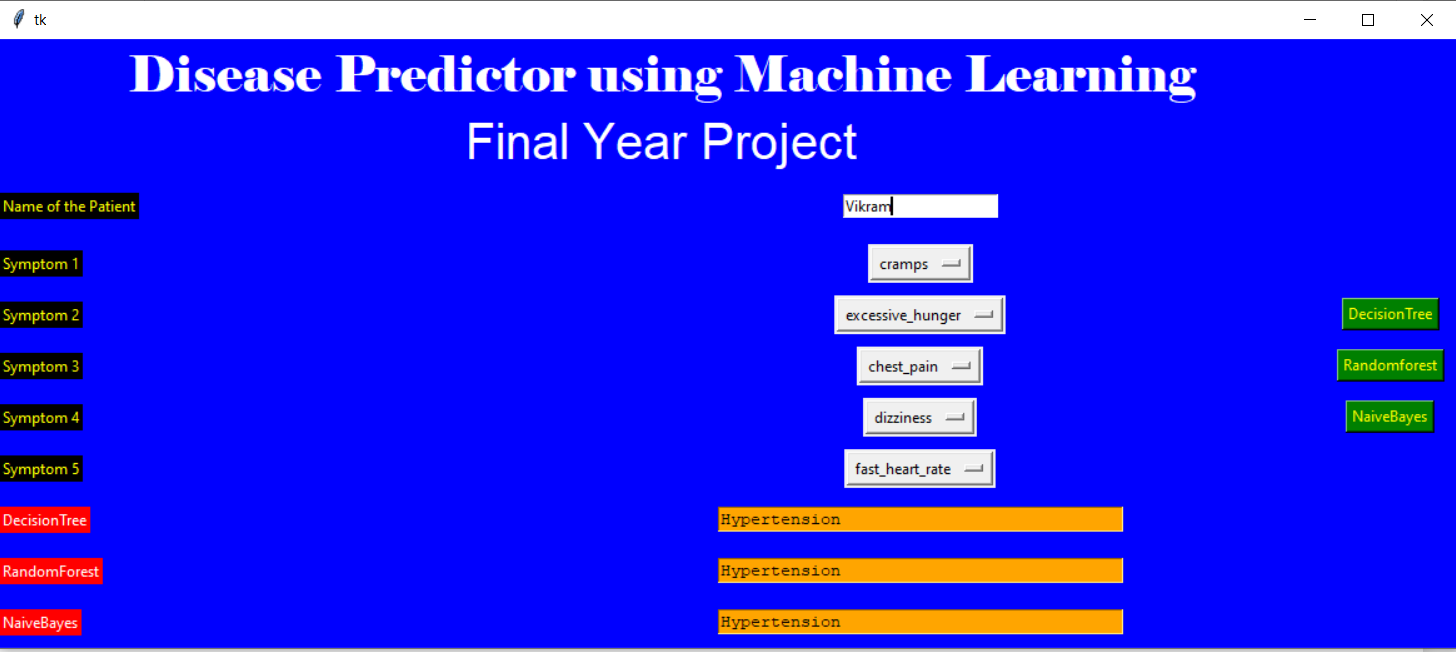 tk
Disease Predictor using Machine Learning
Final Year Project
Name of the Patient Vikram
Symptom 1 cramps
Symptom 2 excessive_hunger DecisionTree
Symptom 3 chest_pain Randomforest
Symptom 4 dizziness NaiveBayes
Symptom 5 fast_heart_rate
DecisionTree Hypertension
RandomForest Hypertension
NaiveBayes Hypertension